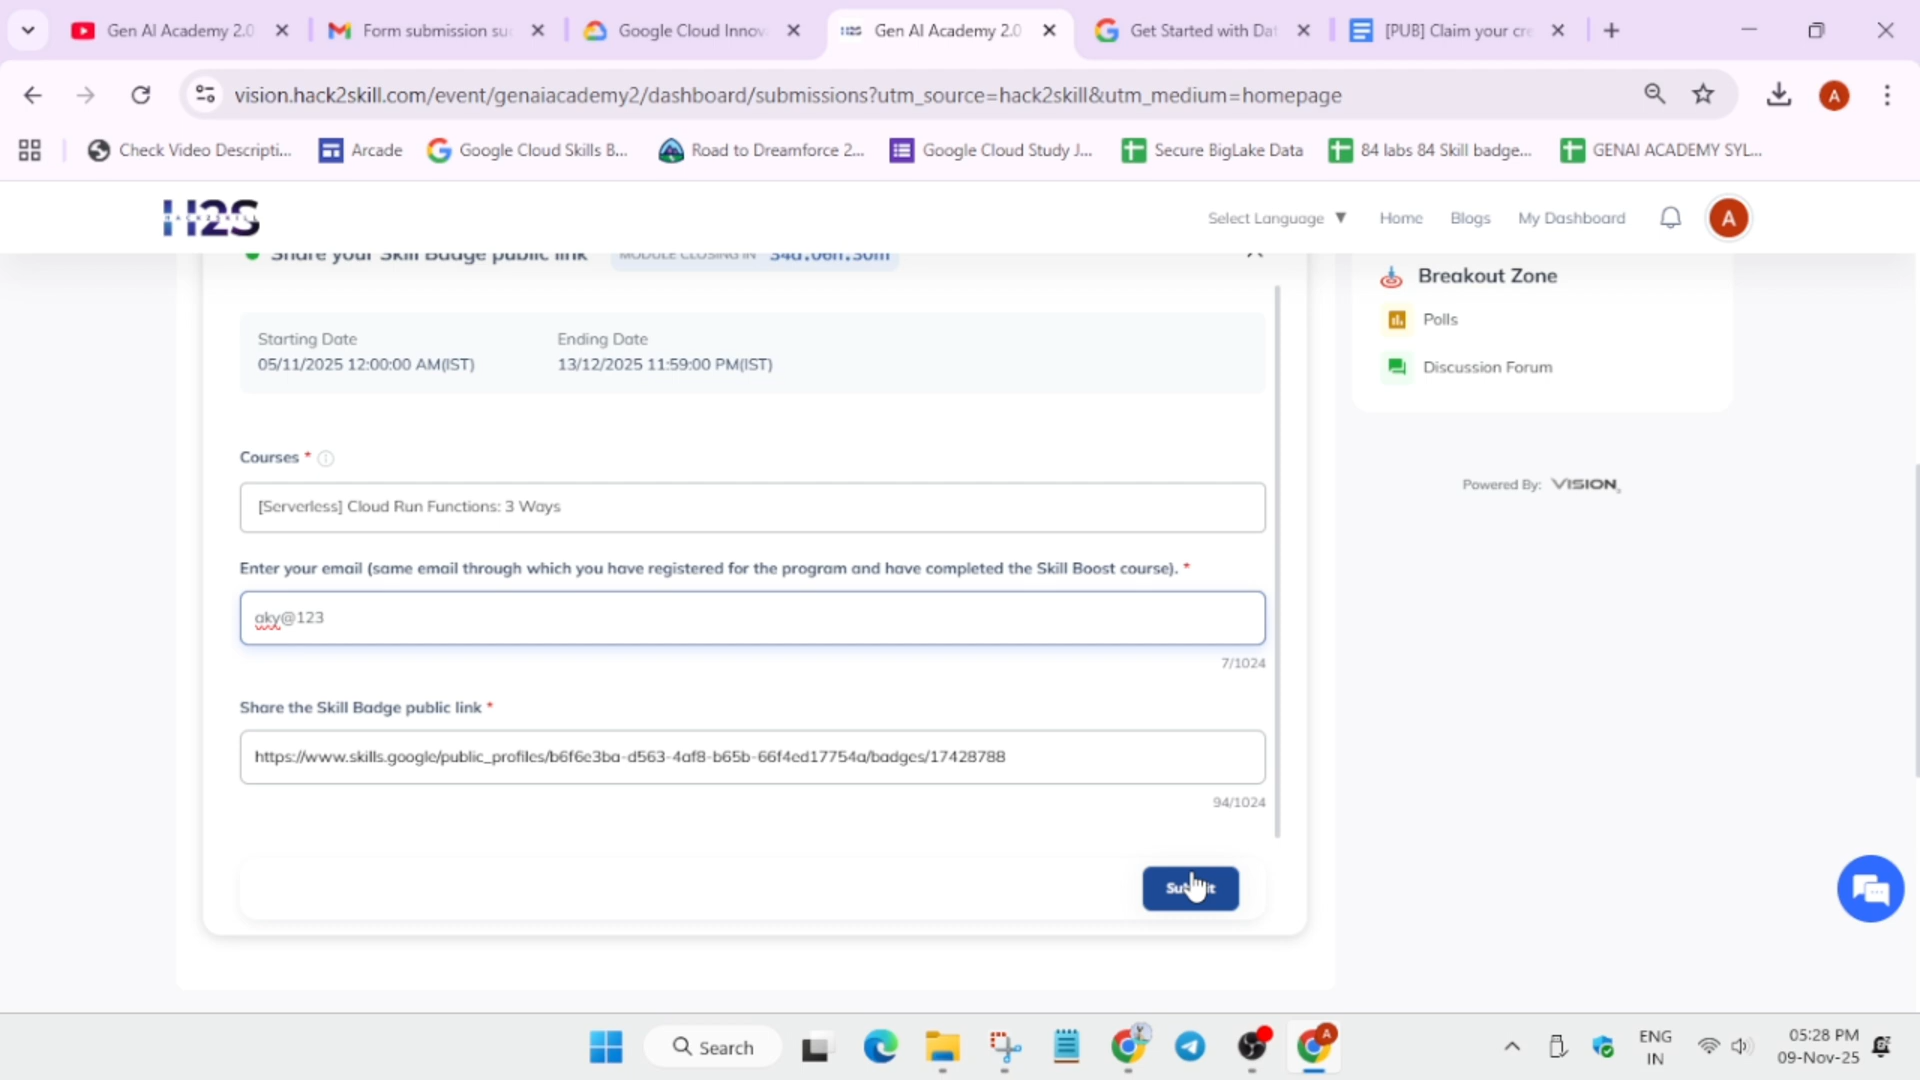 Gen AI Academy 2.0
Form submission su
Google Cloud Innov
Gen AI Academy 2.0
Get Started with Dat
[PUB] Claim your cre
vision.hack2skill.com/event/genaiacademy2/dashboard/submissions?utm_source=hack2skill&utm_medium=homepage
A
Check Video Descripti...
Arcade
Google Cloud Skills B...
Road to Dreamforce 2...
Google Cloud Study J...
Secure BigLake Data
84 labs 84 Skill badge...
GENAI ACADEMY SYL...
H2S
Select Language ▼
Home
Blogs
My Dashboard
A
Share your Skill Badge public link
MODULE CLOSING IN 34d:06h:30m
Breakout Zone
Polls
Discussion Forum
Powered By: VISION
Starting Date
05/11/2025 12:00:00 AM(IST)
Ending Date
13/12/2025 11:59:00 PM(IST)
Courses *
[Serverless] Cloud Run Functions: 3 Ways
Enter your email (same email through which you have registered for the program and have completed the Skill Boost course). *
aky@123
7/1024
Share the Skill Badge public link *
https://www.skills.google/public_profiles/b6f6e3ba-d563-4af8-b65b-66f4ed17754a/badges/17428788
94/1024
Submit
Search
A
ENG
IN
05:28 PM
09-Nov-25